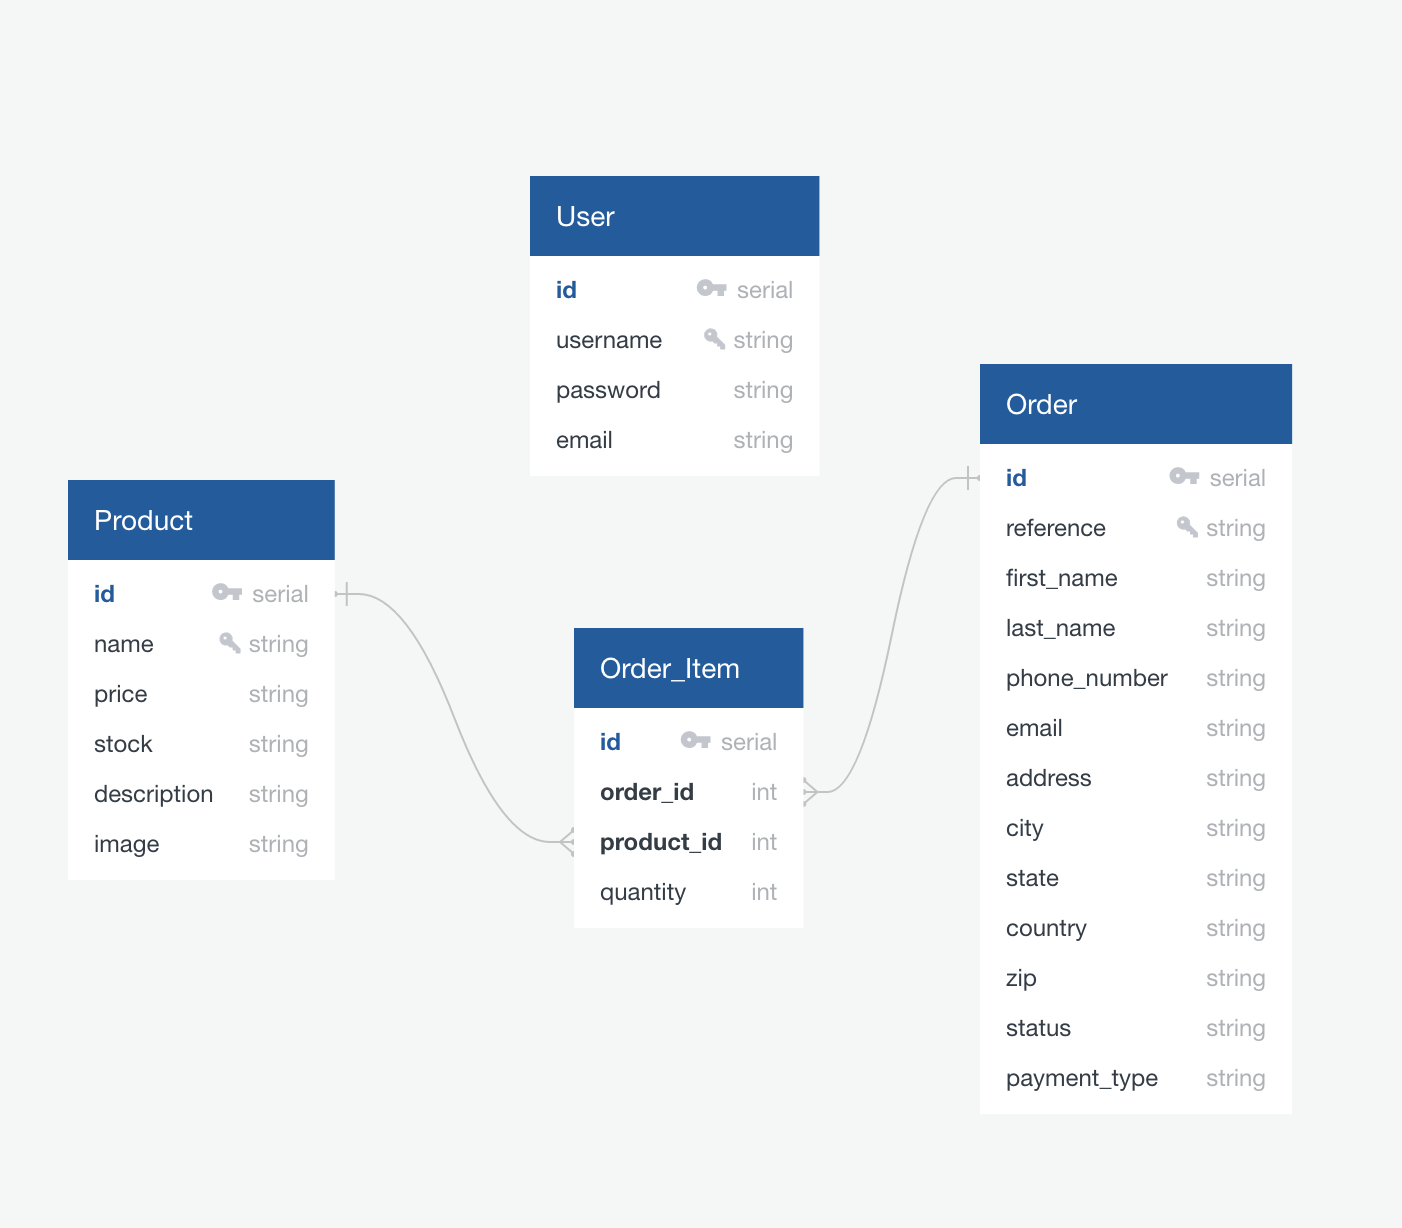 User
id serial
username string
password string
email string
Product
id serial
name string
price string
stock string
description string
image string
Order_Item
id serial
order_id int
product_id int
quantity int
Order
id serial
reference string
first_name string
last_name string
phone_number string
email string
address string
city string
state string
country string
zip string
status string
payment_type string